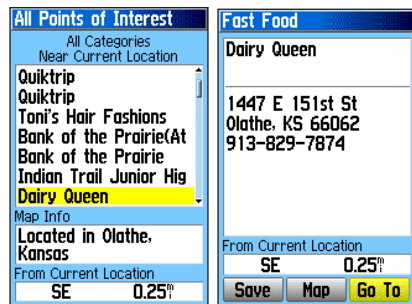 All Points of Interest
All Categories
Near Current Location
Quiktrip
Quiktrip
Toni's Hair Fashions
Bank of the Prairie(At
Bank of the Prairie
Indian Trail Junior Hig
Dairy Queen
Map Info
Located in Olathe,
Kansas
From Current Location
SE 0.25mi
Fast Food
Dairy Queen
1447 E 151st St
Olathe, KS 66062
913-829-7874
From Current Location
SE 0.25mi
Save Map Go To